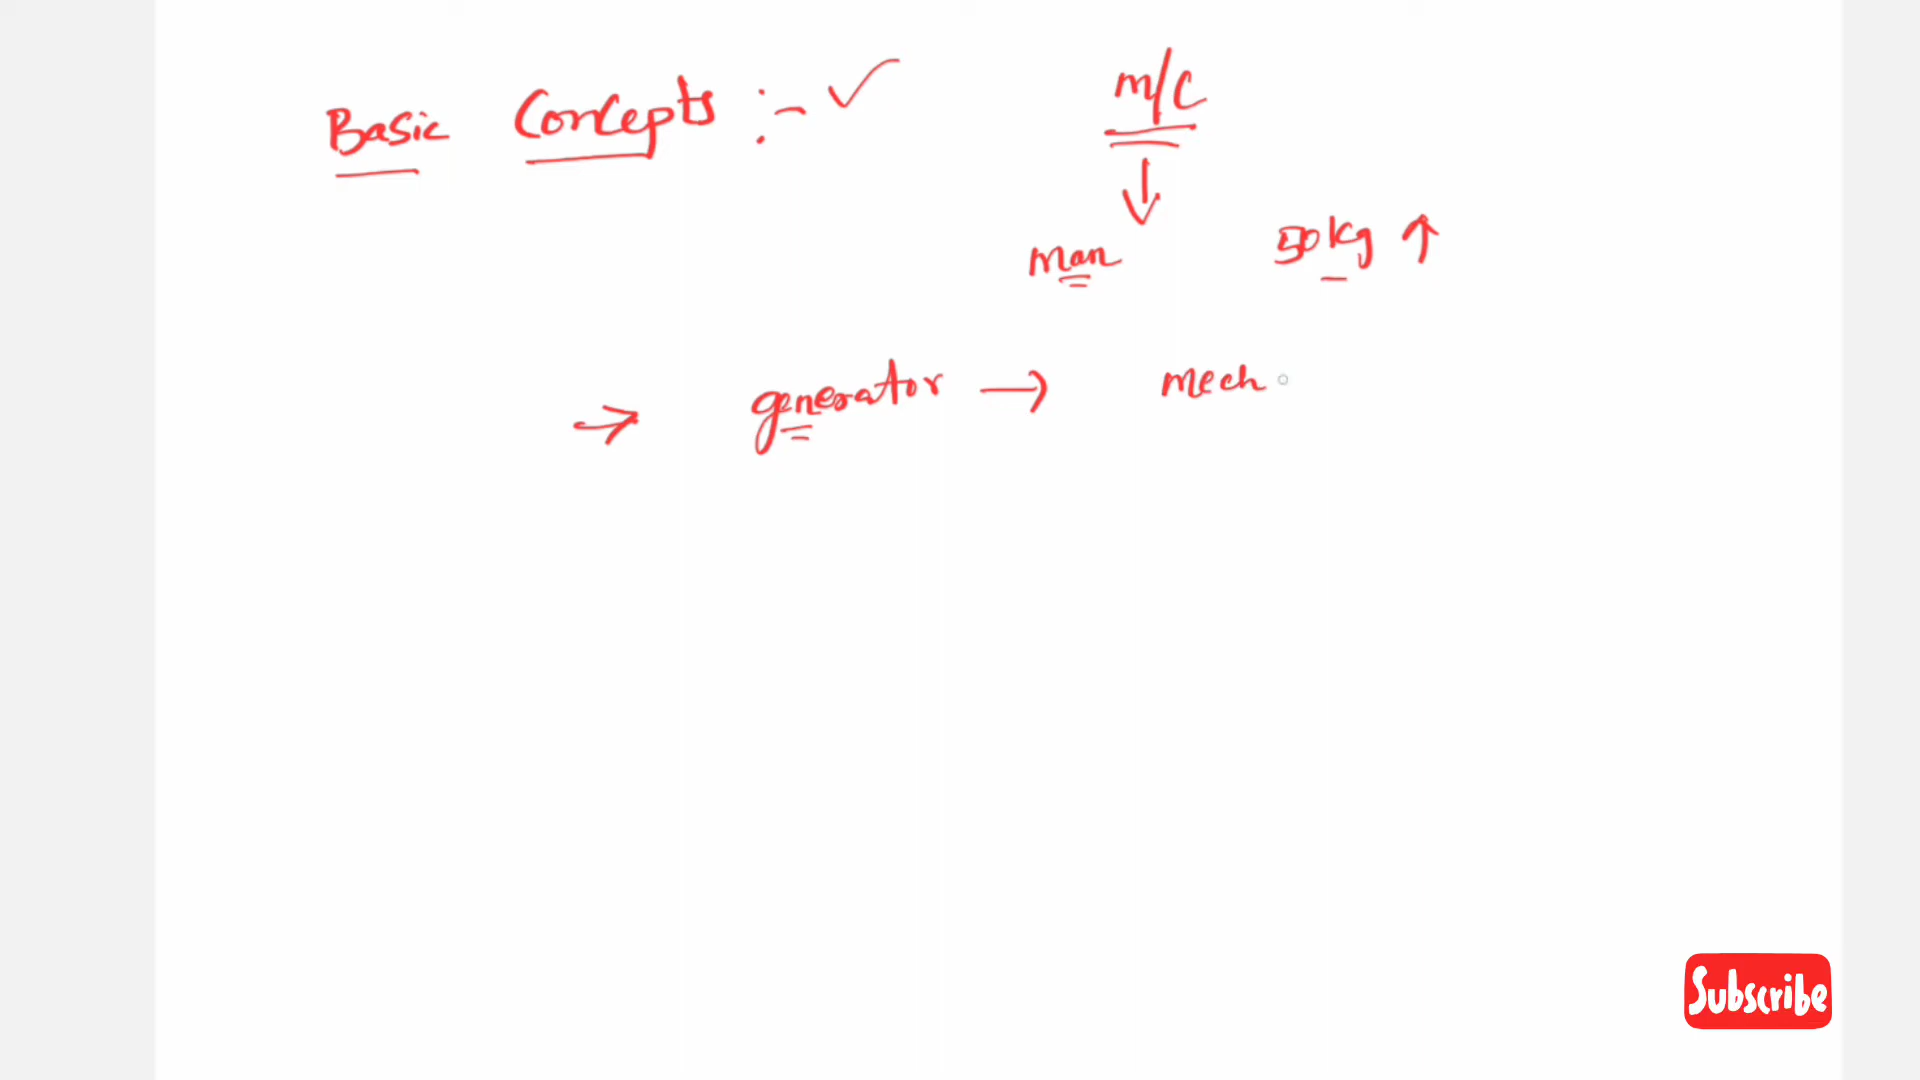 Basic Concepts :- ✓
m/c
↓
man 50kg ↑
→ generator → mech
Subscribe